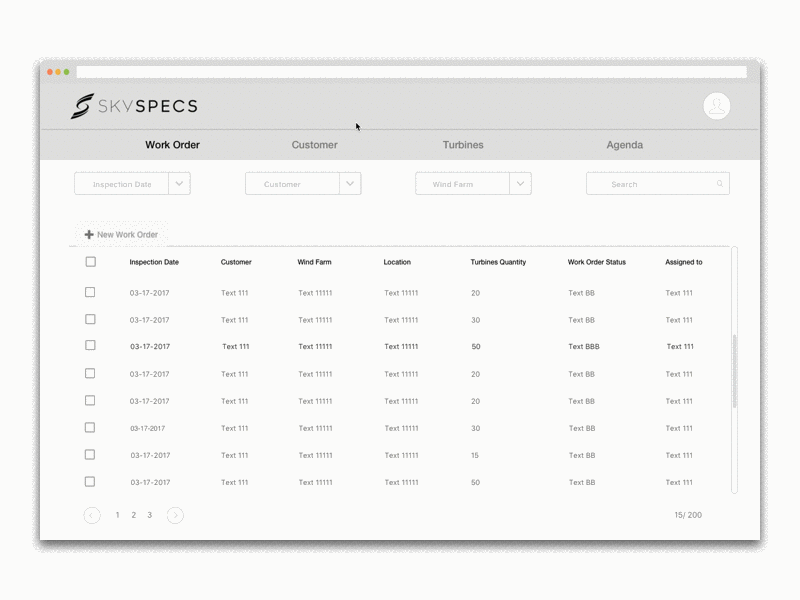 SKYSPECS
Work Order Customer Turbines Agenda
Inspection Date Customer Wind Farm Search
New Work Order
Inspection Date Customer Wind Farm Location Turbines Quantity Work Order Status Assigned to
03-17-2017 Text 111 Text 11111 Text 11111 20 Text BB Text 111
03-17-2017 Text 111 Text 11111 Text 11111 30 Text BB Text 111
03-17-2017 Text 111 Text 11111 Text 11111 50 Text BBB Text 111
03-17-2017 Text 111 Text 11111 Text 11111 20 Text BB Text 111
03-17-2017 Text 111 Text 11111 Text 11111 20 Text BB Text 111
03-17-2017 Text 111 Text 11111 Text 11111 30 Text BB Text 111
03-17-2017 Text 111 Text 11111 Text 11111 15 Text BB Text 111
03-17-2017 Text 111 Text 11111 Text 11111 50 Text BB Text 111
1 2 3 15/ 200